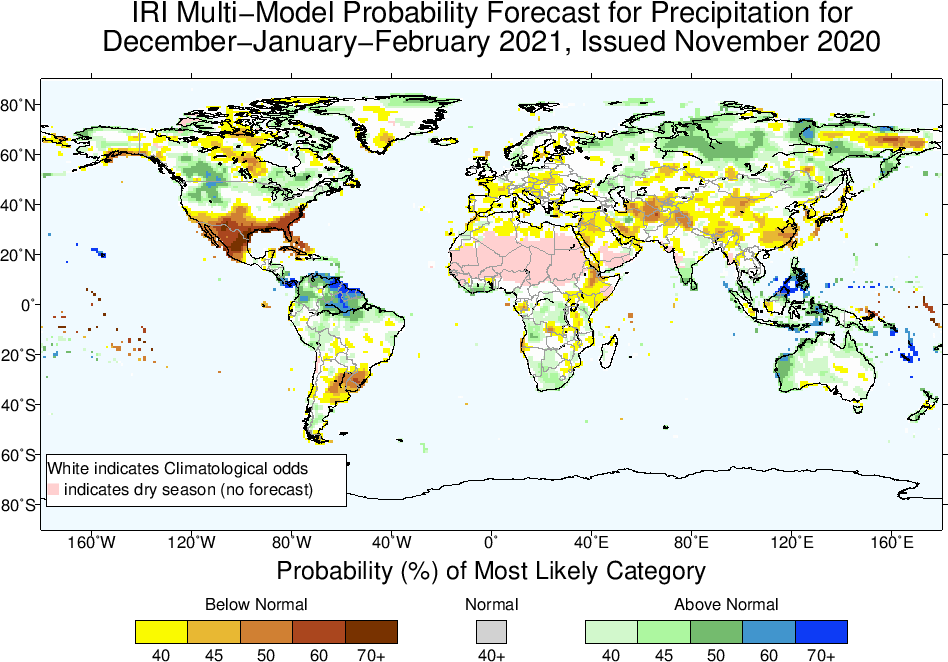 IRI Multi−Model Probability Forecast for Precipitation for
December−January−February 2021, Issued November 2020
80˚N
60˚N
40˚N
20˚N
0˚
20˚S
40˚S
60˚S
80˚S
White indicates Climatological odds
indicates dry season (no forecast)
160˚W 120˚W 80˚W 40˚W 0˚ 40˚E 80˚E 120˚E 160˚E
Probability (%) of Most Likely Category
Below Normal Normal Above Normal
40 45 50 60 70+ 40+ 40 45 50 60 70+